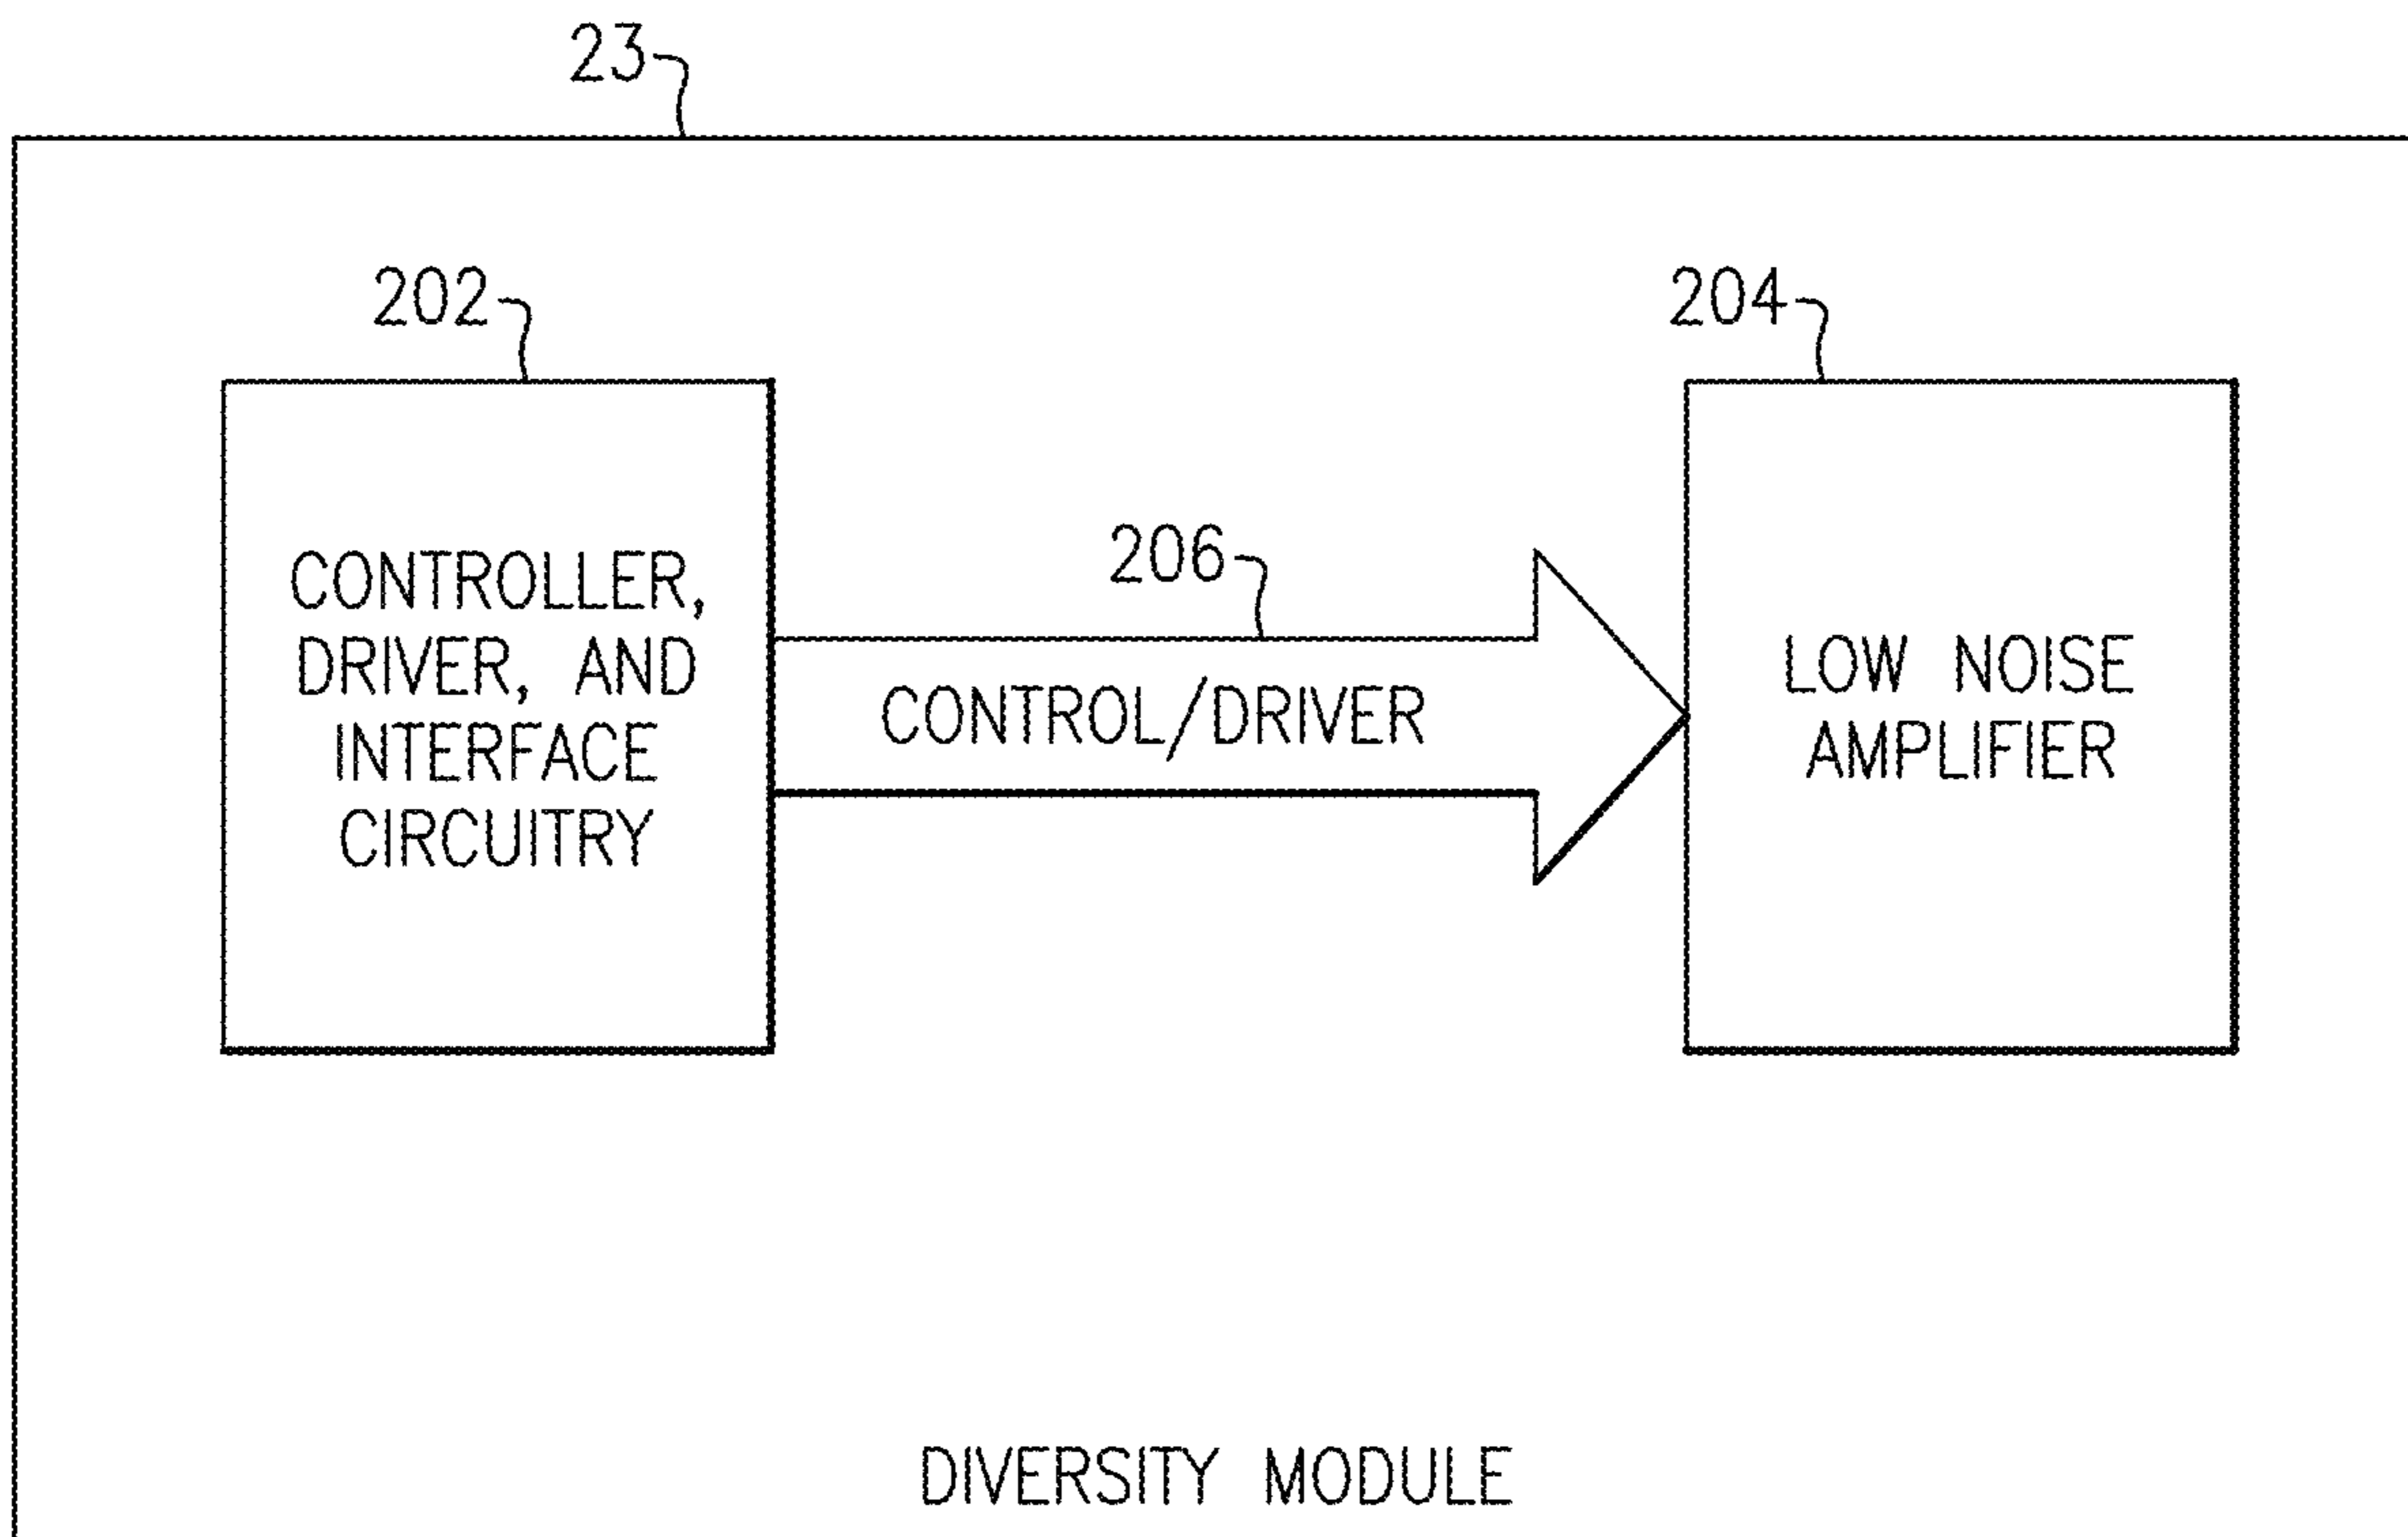 23
202
204
CONTROLLER,
DRIVER, AND
INTERFACE
CIRCUITRY
206
CONTROL/DRIVER
LOW NOISE
AMPLIFIER
DIVERSITY MODULE